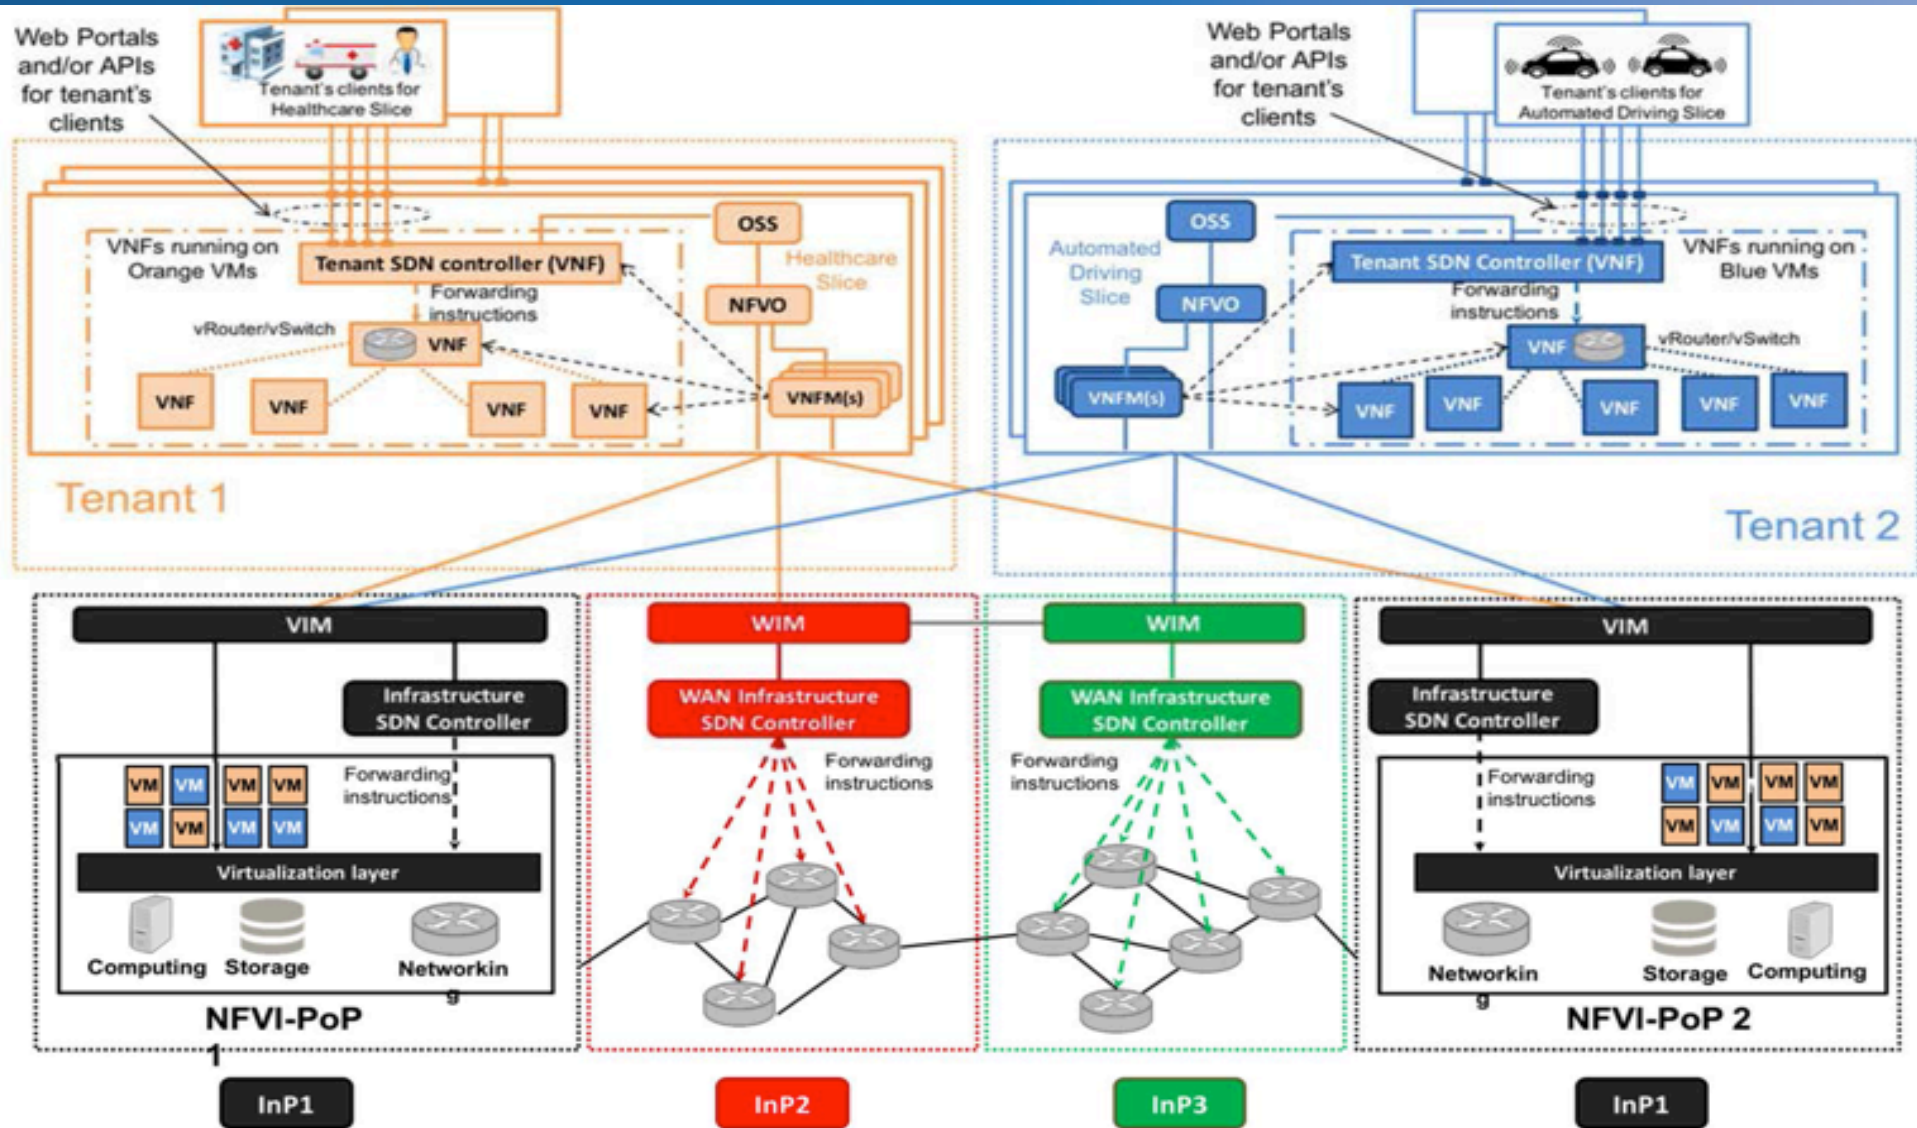 Web Portals
and/or APIs
for tenant's
clients
Tenant's clients for
Healthcare Slice
Web Portals
and/or APIs
for tenant's
clients
Tenant's clients for
Automated Driving Slice
VNFs running on
Orange VMs
Tenant SDN controller (VNF)
Forwarding
instructions
vRouter/vSwitch
VNF
VNF
VNF
VNF
VNF
OSS
Healthcare
Slice
NFVO
VNFM(s)
Tenant 1
OSS
Automated
Driving
Slice
NFVO
VNFM(s)
Tenant SDN Controller (VNF)
VNFs running on
Blue VMs
Forwarding
instructions
VNF
vRouter/vSwitch
VNF
VNF
VNF
VNF
VNF
Tenant 2
VIM
Infrastructure
SDN Controller
VM VM VM VM
VM VM VM VM
Forwarding
instructions
Virtualization layer
Computing
Storage
Networkin
g
NFVI-PoP
1
WIM
WAN Infrastructure
SDN Controller
Forwarding
instructions
WIM
WAN Infrastructure
SDN Controller
Forwarding
instructions
VIM
Infrastructure
SDN Controller
Forwarding
instructions
VM VM VM VM
VM VM VM VM
Virtualization layer
Networkin
g
Storage
Computing
NFVI-PoP 2
InP1
InP2
InP3
InP1